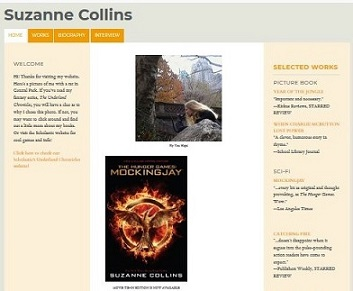 Suzanne Collins
HOME WORKS BIOGRAPHY INTERVIEW
WELCOME
Hi! Thanks for visiting my website.
Here's a picture of me with a rat in
Central Park. If you've read my
fantasy series, The Underland
Chronicles, you will have a clue as to
why I chose this photo. If not, you
may want to click around and find
out a little more about my books.
Or visit the Scholastic website for
read games and tells!
Click here to check out
Scholastic's Underland Chronicles
website!
By Cap Pryor
THE HUNGER GAMES
MOCKINGJAY
SUZANNE COLLINS
SELECTED WORKS
PICTURE BOOK
YEAR OF THE JUNGLE
"Important and necessary."
—Kirkus Reviews, STARRED
REVIEW
WHEN CHARLIE MCBUTTON
LOST POWER
"A clever, humorous entry in
rhyme."
—School Library Journal
SCI-FI
MOCKINGJAY
"...every bit as original and thought
provoking as The Hunger Games
"
—Los Angeles Times
CATCHING FIRE
"...doesn't disappoint when it
segues into the pulse-pounding
action readers have come to
expect."
—Publishers Weekly, STARRED
REVIEW